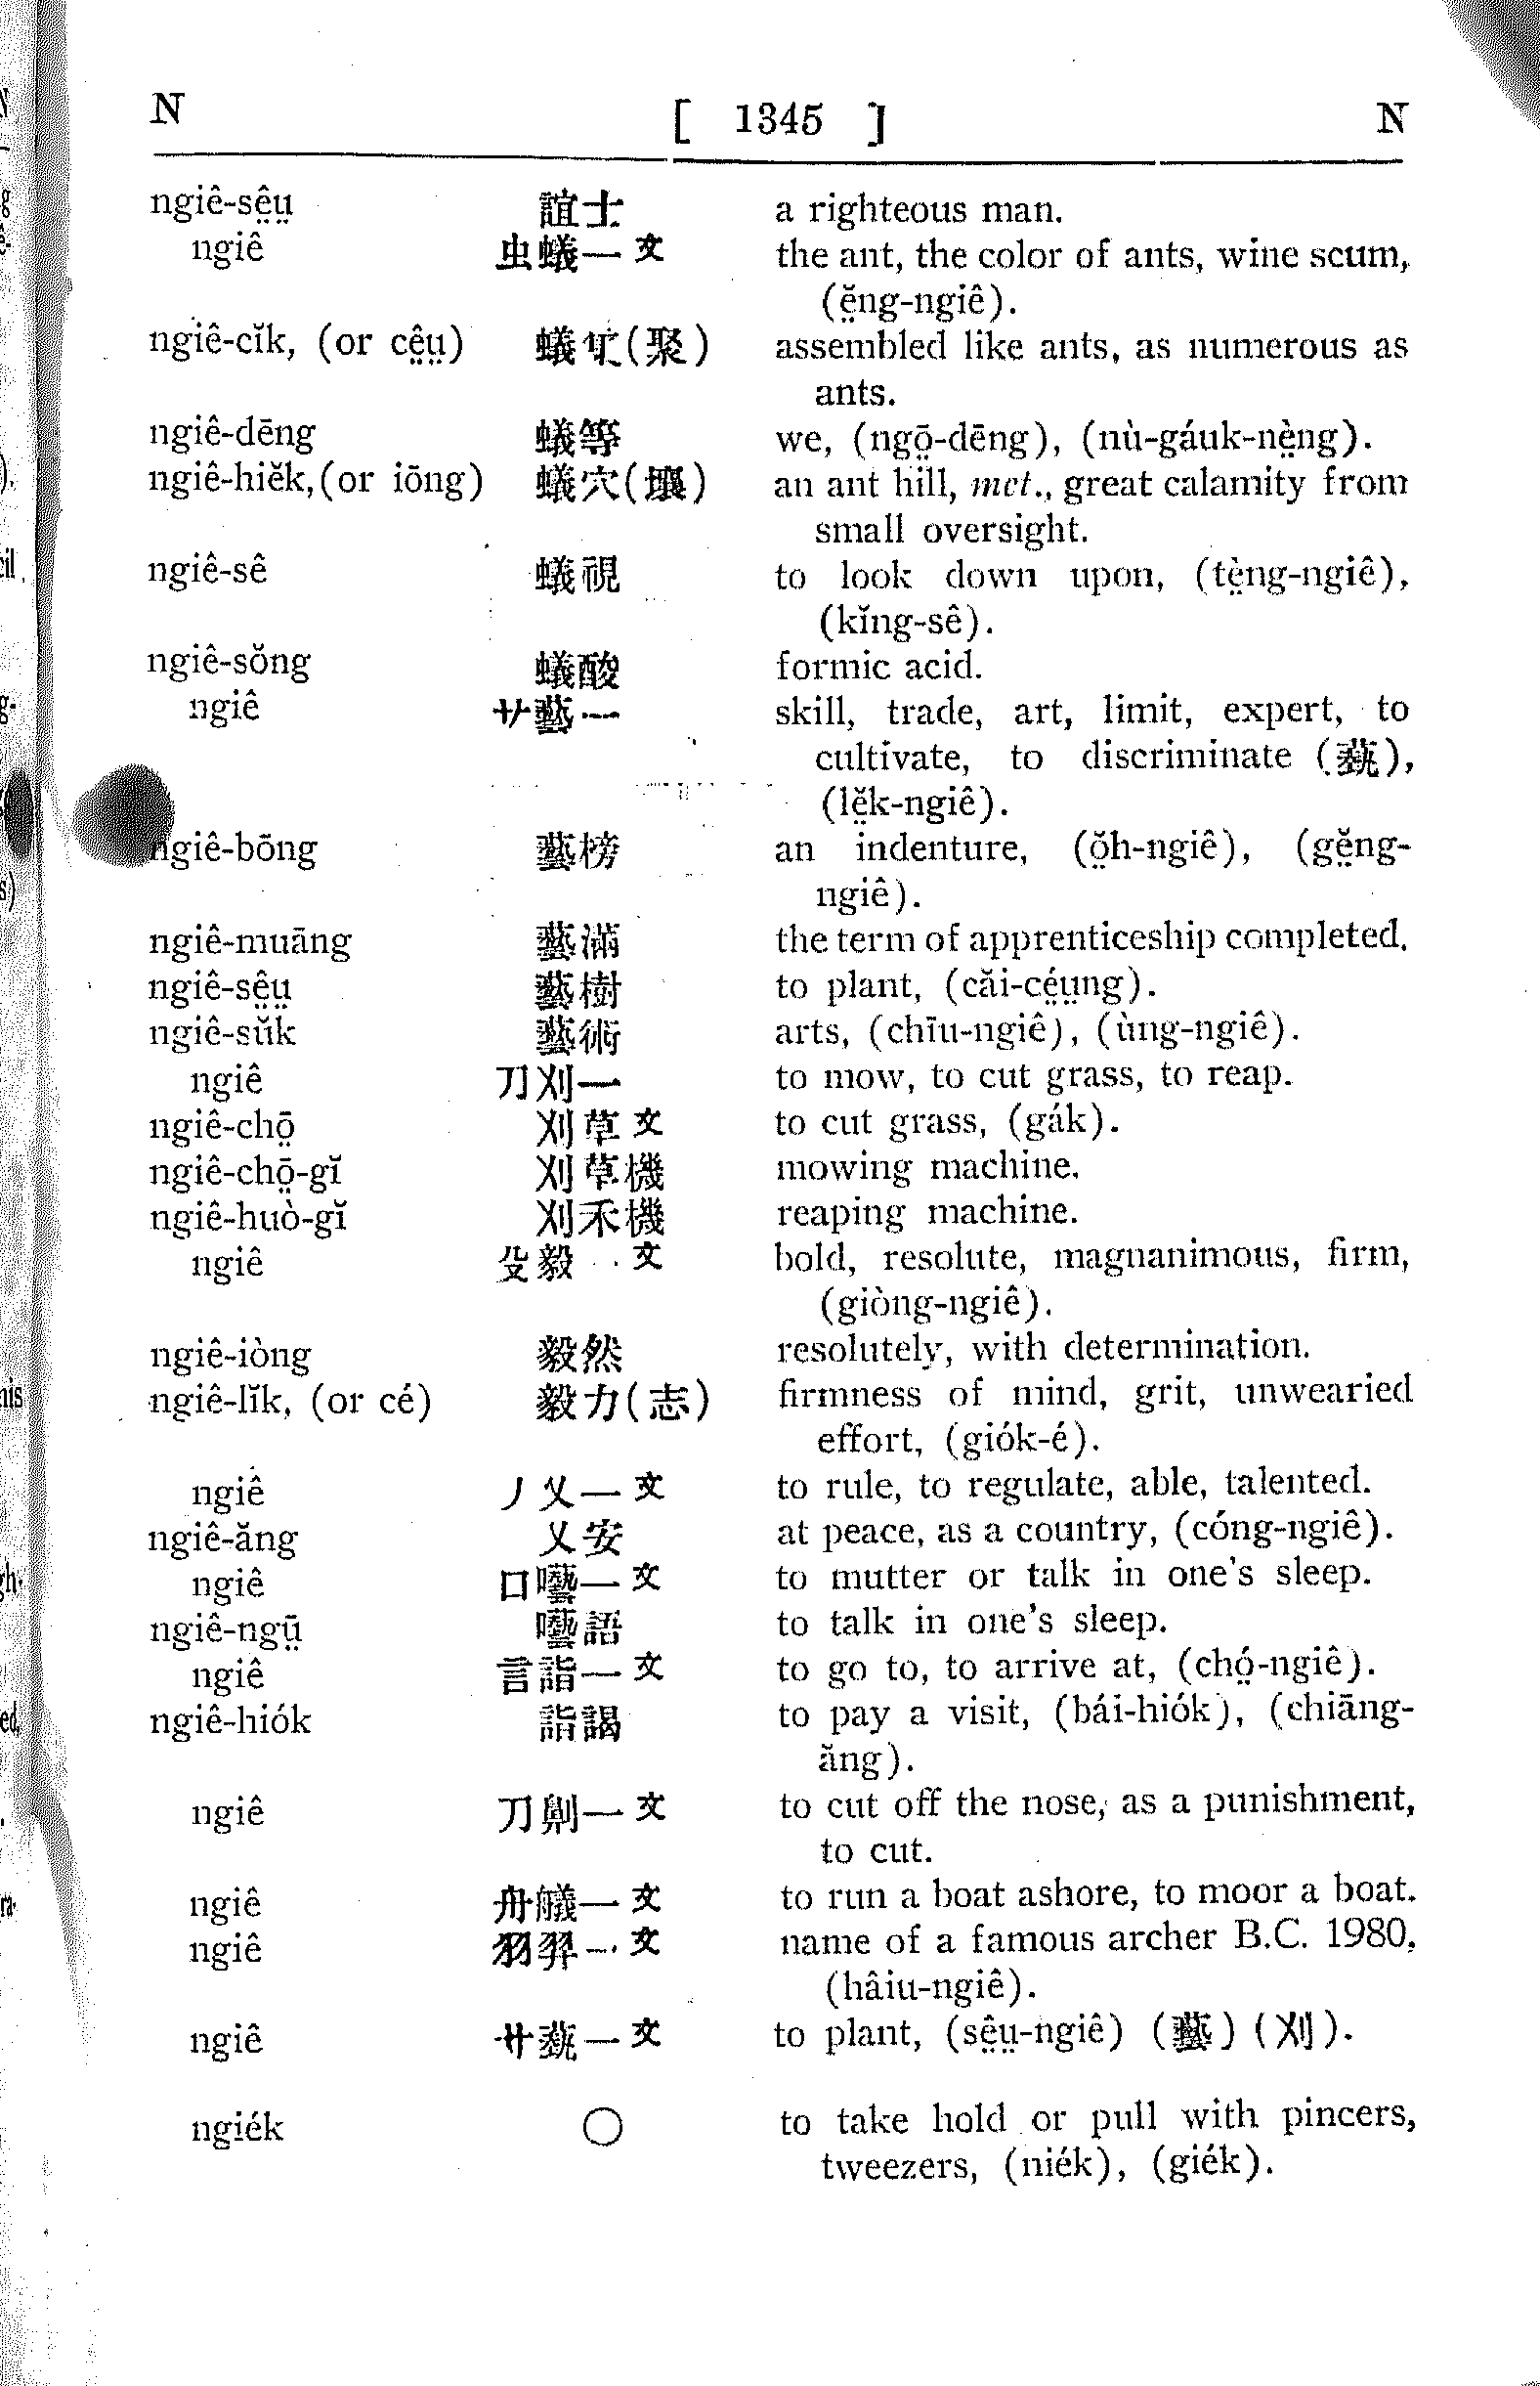 N [ 1345 ] N
ngiê-sê̤ṳ 誼士 a righteous man.
ngiê 虫蟻一文 the ant, the color of ants, wine scum,
(ĕ̤ng-ngiê).
ngiê-cĭk, (or cê̤ṳ) 蟻 (聚) assembled like ants, as numerous as
ants.
ngiê-dēng 蟻等 we, (ngō̤-dēng), (nù-gáuk-nè̤ng).
ngiê-hiĕk, (or iōng) 蟻穴(壤) an ant hill, met., great calamity from
small oversight.
ngiê-sê 蟻視 to look down upon, (tè̤ng-ngiê),
(kĭng-sê).
ngiê-sŏng 蟻酸 formic acid.
ngiê 艹藝一 skill, trade, art, limit, expert, to
cultivate, to discriminate (蓺),
(lĕ̤k-ngiê).
ngiê-bōng 藝榜 an indenture, (ŏ̤h-ngiê), (gĕ̤ng-
ngiê).
ngiê-muāng 藝滿 the term of apprenticeship completed.
ngiê-sê̤ṳ 藝樹 to plant, (căi-cé̤ṳng).
ngiê-sŭk 藝術 arts, (chīu-ngiê), (ùng-ngiê).
ngiê 刀刈一 to mow, to cut grass, to reap.
ngiê-chō̤ 刈草文 to cut grass, (gák).
ngiê-chō̤-gĭ 刈草機 mowing machine.
ngiê-huò-gĭ 刈禾機 reaping machine.
ngiê 殳毅 文 bold, resolute, magnanimous, firm,
(giòng-ngiê).
ngiê-iòng 毅然 resolutely, with determination.
ngiê-lĭk, (or cé) 毅力(志) firmness of mind, grit, unwearied
effort, (giók-é).
ngiê 丿乂一文 to rule, to regulate, able, talented.
ngiê-ăng 乂安 at peace, as a country, (cóng-ngiê).
ngiê 口囈一文 to mutter or talk in one's sleep.
ngiê-ngṳ̄ 囈語 to talk in one's sleep.
ngiê 言詣一文 to go to, to arrive at, (chó̤-ngiê).
ngiê-hiók 詣謁 to pay a visit, (bái-hiók), (chiāng-
ăng).
ngiê 刀劓一文 to cut off the nose, as a punishment,
to cut.
ngiê 舟艤一文 to run a boat ashore, to moor a boat.
ngiê 羽羿一文 name of a famous archer B.C. 1980,
(hâiu-ngiê).
ngiê 艹蓺一文 to plant, (sê̤ṳ-ngiê) (藝) (刈).
ngiék ○ to take hold or pull with pincers,
tweezers, (niék), (giék).